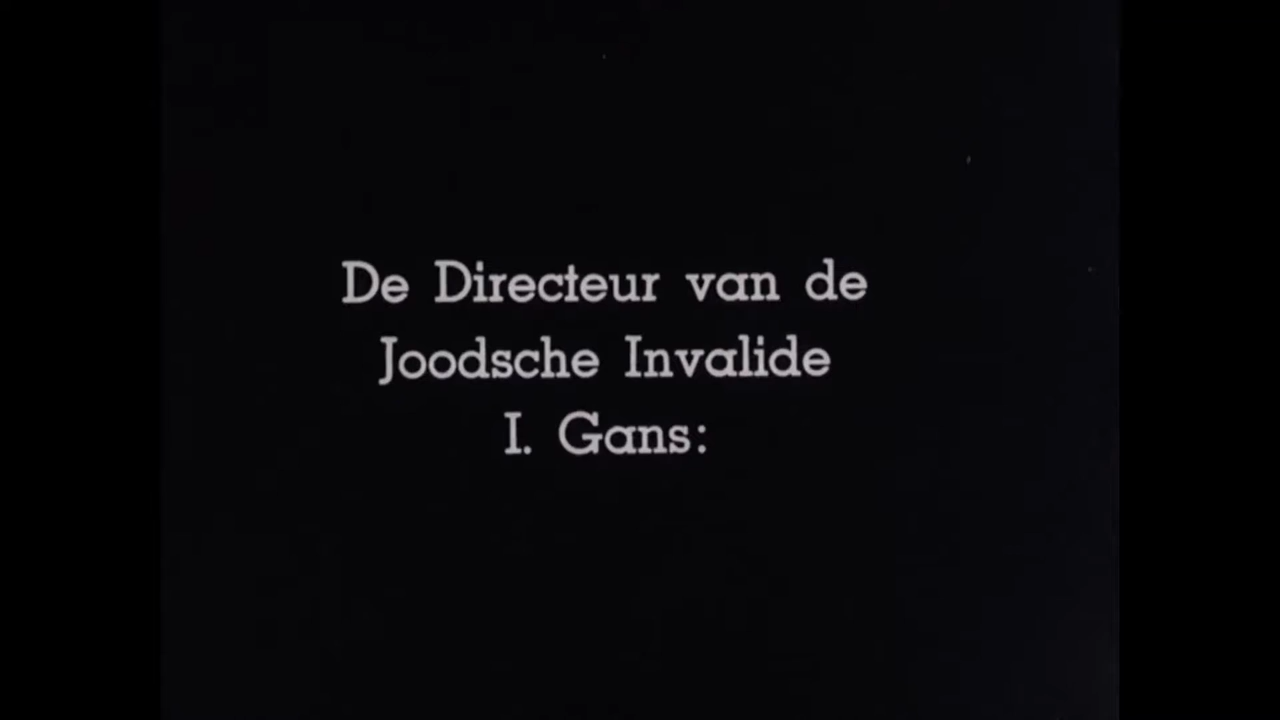 De Directeur van de
Joodsche Invalide
I. Gans: